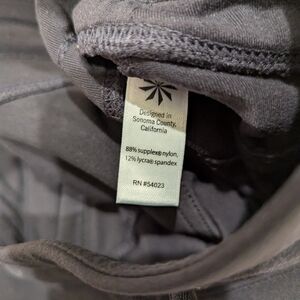 Designed in
Sonoma County,
California
88% supplex® nylon,
12% lycra® spandex
RN #54023